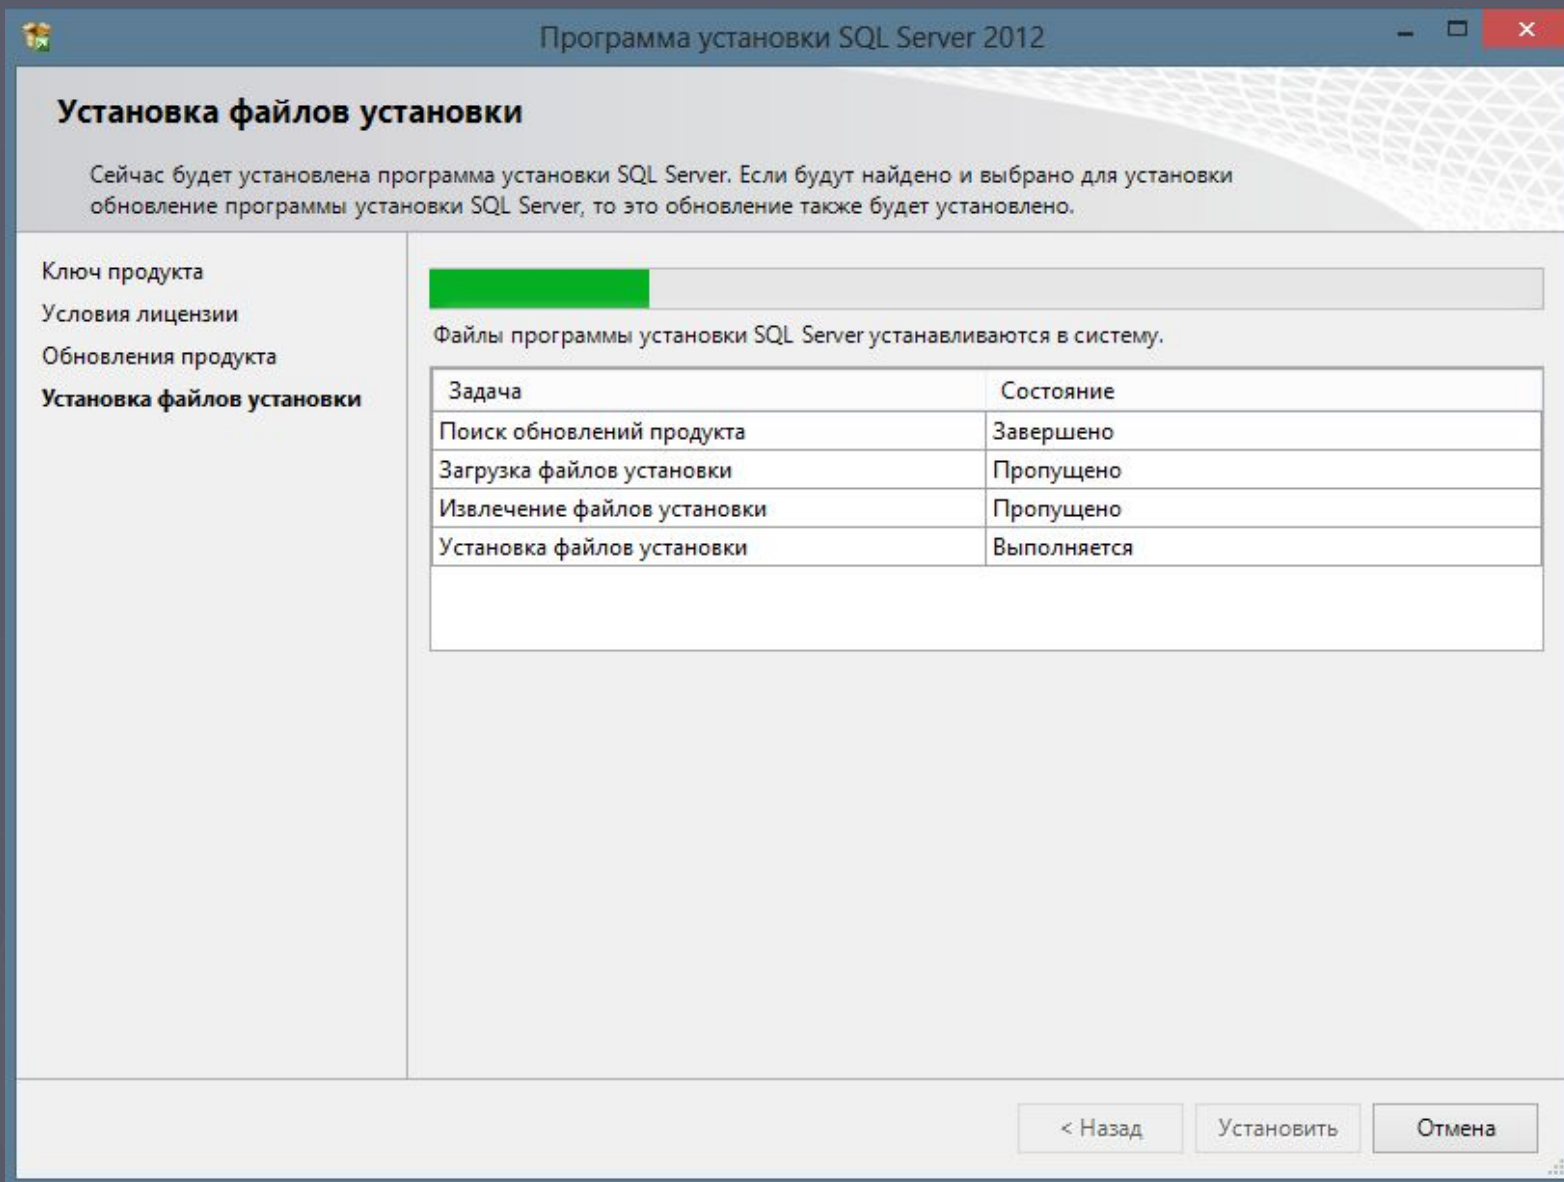 Программа установки SQL Server 2012
Установка файлов установки
Сейчас будет установлена программа установки SQL Server. Если будут найдено и выбрано для установки
обновление программы установки SQL Server, то это обновление также будет установлено.
Ключ продукта
Условия лицензии
Обновления продукта
Установка файлов установки
Файлы программы установки SQL Server устанавливаются в систему.
Задача Состояние
Поиск обновлений продукта Завершено
Загрузка файлов установки Пропущено
Извлечение файлов установки Пропущено
Установка файлов установки Выполняется
< Назад Установить Отмена